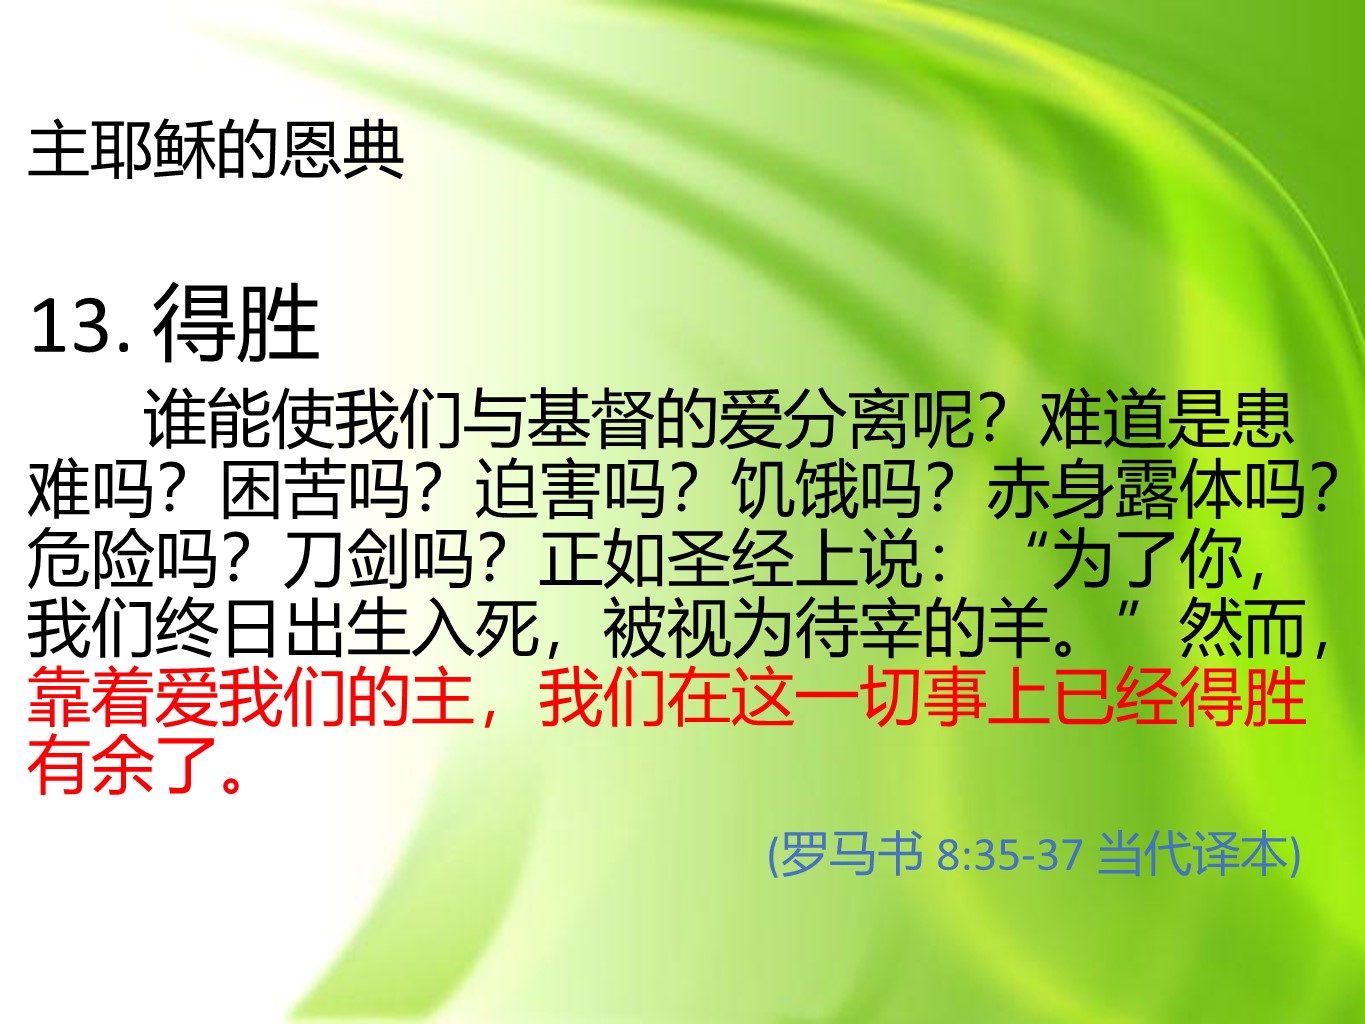 主耶稣的恩典
13. 得胜
谁能使我们与基督的爱分离呢？难道是患
难吗？困苦吗？迫害吗？饥饿吗？赤身露体吗？
危险吗？刀剑吗？正如圣经上说：“为了你，
我们终日出生入死，被视为待宰的羊。”然而，
靠着爱我们的主，我们在这一切事上已经得胜
有余了。
(罗马书 8:35-37 当代译本)